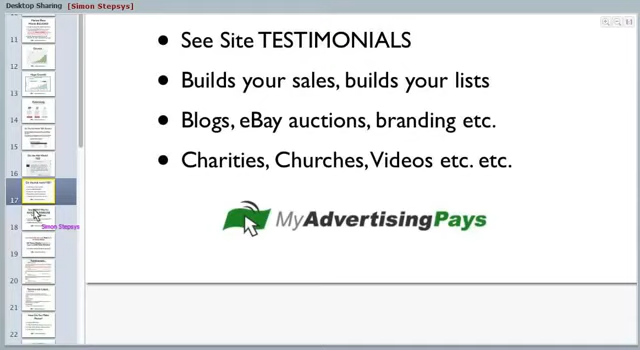 Desktop Sharing [Simon Stepsys]
• See Site TESTIMONIALS
• Builds your sales, builds your lists
• Blogs, eBay auctions, branding etc.
• Charities, Churches, Videos etc. etc.
MyAdvertisingPays
11
12
13
14
15
16
17
18
Simon Stepsys
19
20
21
22